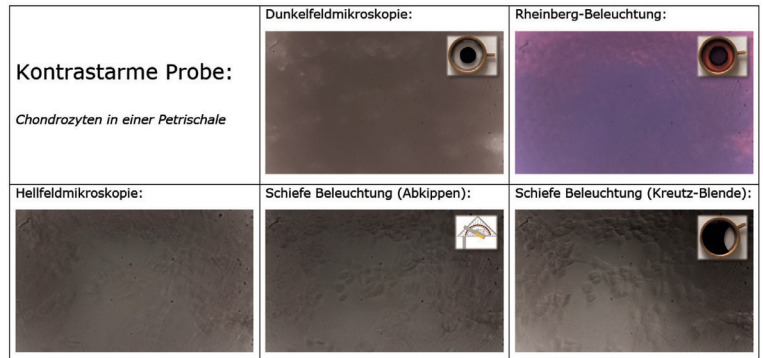 Kontrastarme Probe:
Chondrozyten in einer Petrischale
Dunkelfeldmikroskopie:
Rheinberg-Beleuchtung:
Hellfeldmikroskopie:
Schiefe Beleuchtung (Abkippen):
Schiefe Beleuchtung (Kreutz-Blende):